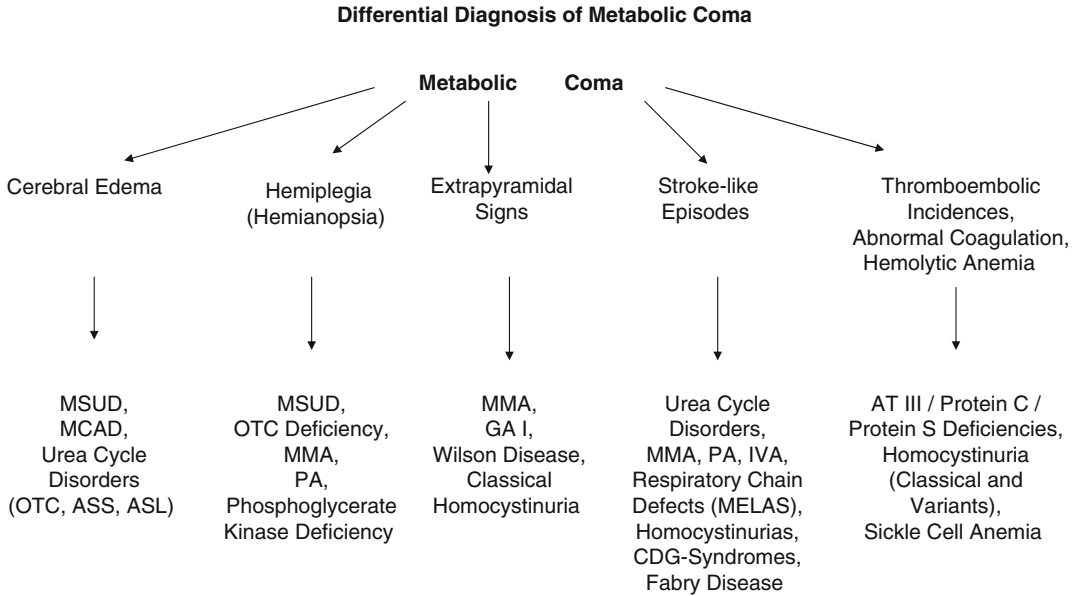 Differential Diagnosis of Metabolic Coma
Metabolic Coma
Cerebral Edema
Hemiplegia
(Hemianopsia)
Extrapyramidal
Signs
Stroke-like
Episodes
Thromboembolic
Incidences,
Abnormal Coagulation,
Hemolytic Anemia
MSUD,
MCAD,
Urea Cycle
Disorders
(OTC, ASS, ASL)
MSUD,
OTC Deficiency,
MMA,
PA,
Phosphoglycerate
Kinase Deficiency
MMA,
GA I,
Wilson Disease,
Classical
Homocystinuria
Urea Cycle
Disorders,
MMA, PA, IVA,
Respiratory Chain
Defects (MELAS),
Homocystinurias,
CDG-Syndromes,
Fabry Disease
AT III / Protein C /
Protein S Deficiencies,
Homocystinuria
(Classical and
Variants),
Sickle Cell Anemia